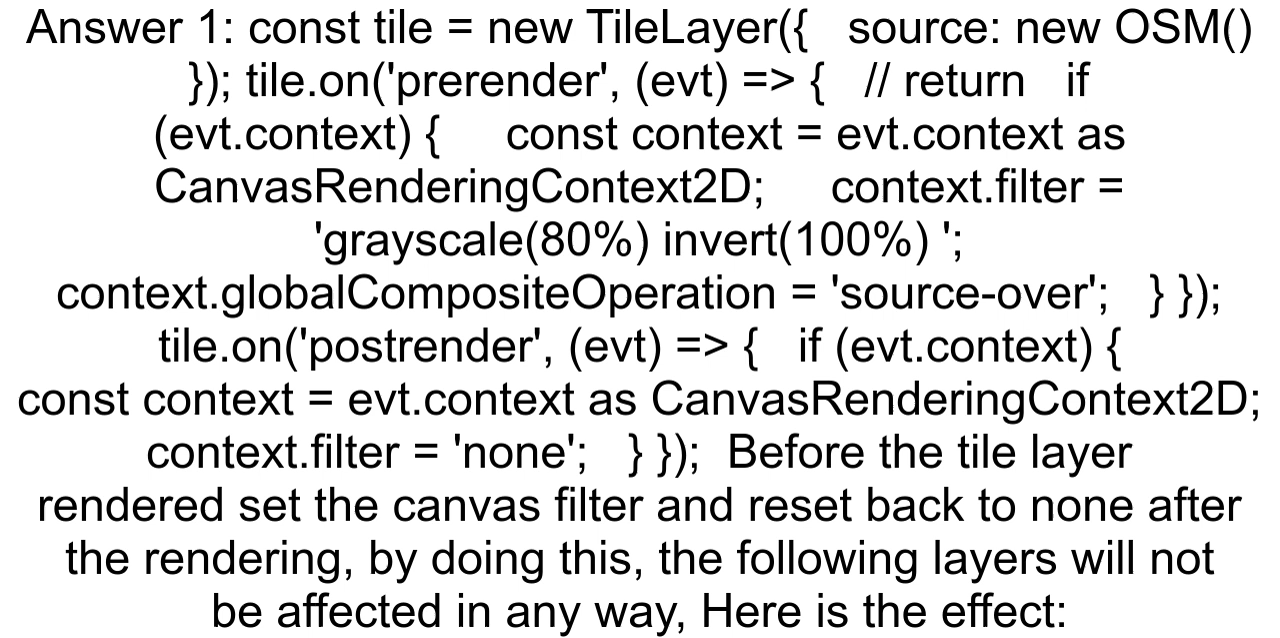 Answer 1: const tile = new TileLayer({   source: new OSM()
}); tile.on('prerender', (evt) => {   // return   if
(evt.context) {     const context = evt.context as
CanvasRenderingContext2D;     context.filter =
'grayscale(80%) invert(100%) ';
context.globalCompositeOperation = 'source-over';   } });
tile.on('postrender', (evt) => {   if (evt.context) {
const context = evt.context as CanvasRenderingContext2D;
context.filter = 'none';   } });  Before the tile layer
rendered set the canvas filter and reset back to none after
the rendering, by doing this, the following layers will not
be affected in any way, Here is the effect: